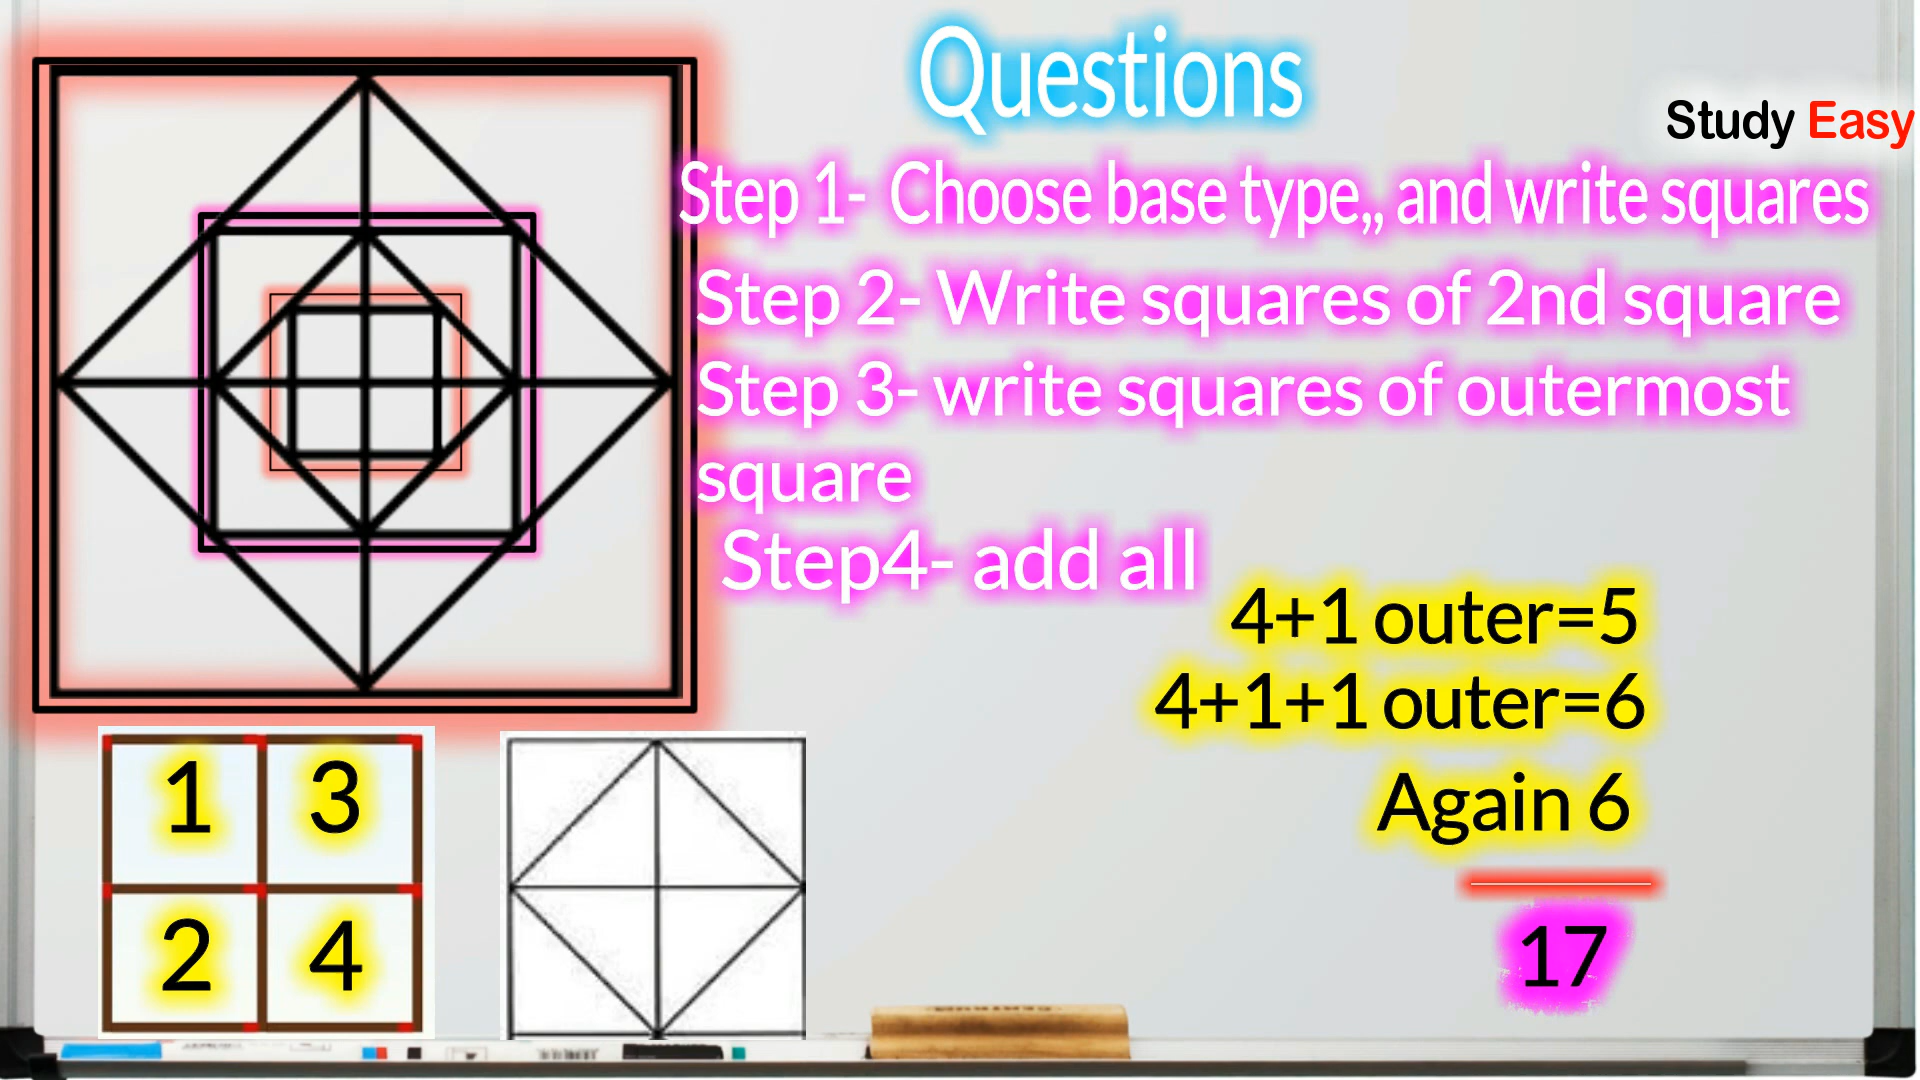 Questions
Study Easy
Step 1- Choose base type,, and write squares
Step 2- Write squares of 2nd square
Step 3- write squares of outermost
square
Step4- add all
4+1 outer=5
4+1+1 outer=6
Again 6
17
1 3
2 4